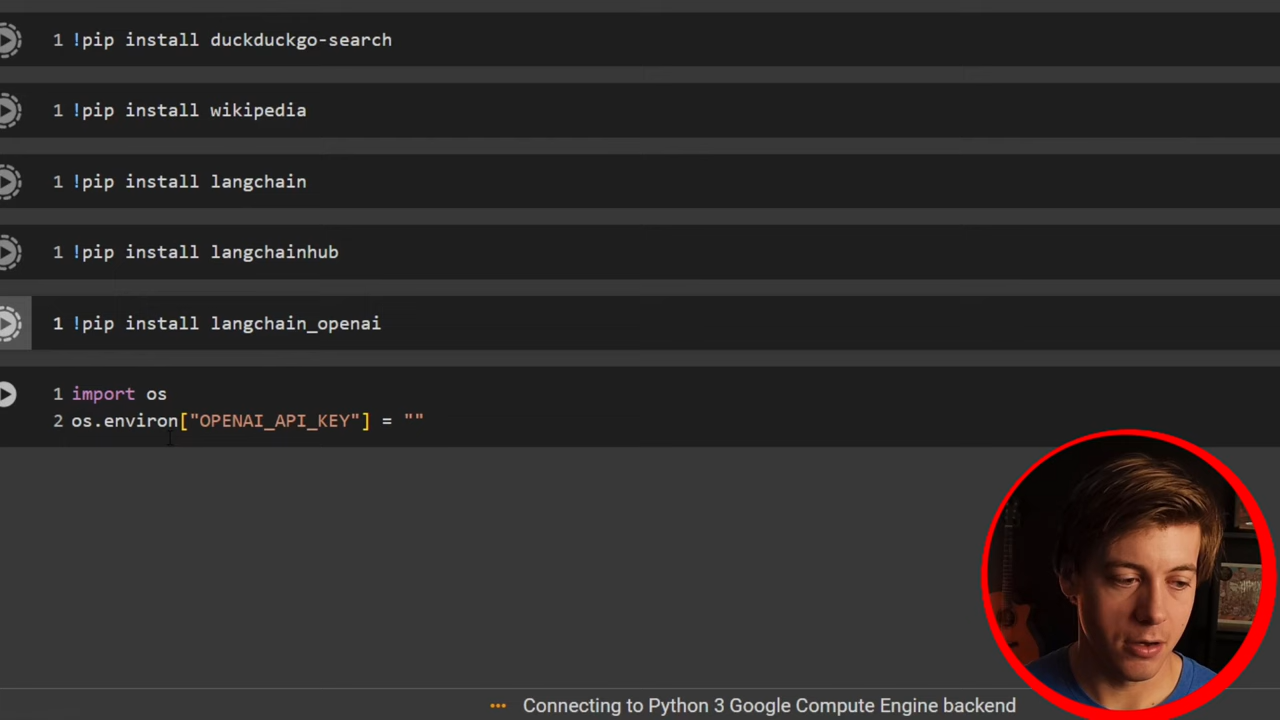 1 !pip install duckduckgo-search
1 !pip install wikipedia
1 !pip install langchain
1 !pip install langchainhub
1 !pip install langchain_openai
1 import os
2 os.environ["OPENAI_API_KEY"] = ""
Connecting to Python 3 Google Compute Engine backend